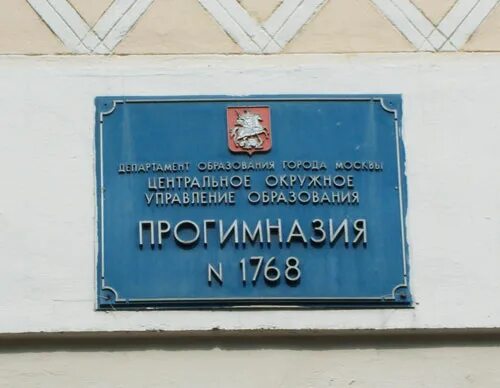 ДЕПАРТАМЕНТ ОБРАЗОВАНИЯ ГОРОДА МОСКВЫ
ЦЕНТРАЛЬНОЕ ОКРУЖНОЕ
УПРАВЛЕНИЕ ОБРАЗОВАНИЯ
ПРОГИМНАЗИЯ
N 1768